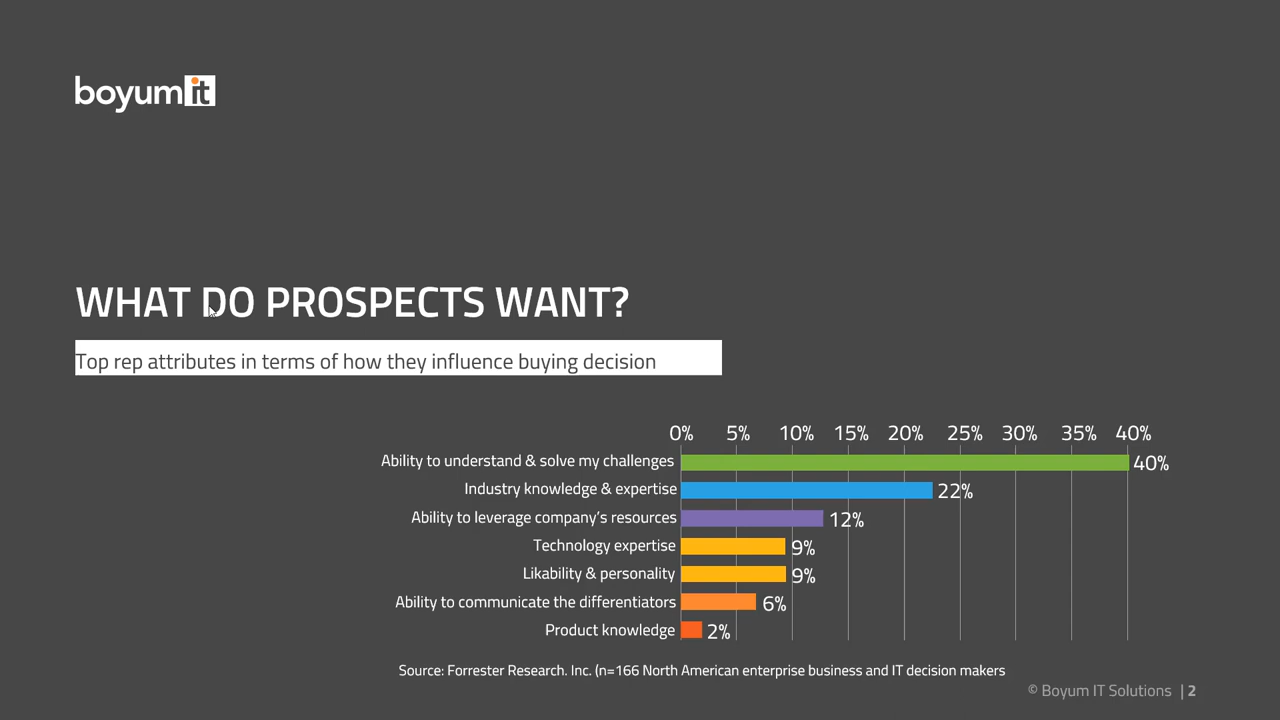 boyumit
WHAT DO PROSPECTS WANT?
Top rep attributes in terms of how they influence buying decision
0% 5% 10% 15% 20% 25% 30% 35% 40%
Ability to understand & solve my challenges 40%
Industry knowledge & expertise 22%
Ability to leverage company's resources 12%
Technology expertise 9%
Likability & personality 9%
Ability to communicate the differentiators 6%
Product knowledge 2%
Source: Forrester Research. Inc. (n=166 North American enterprise business and IT decision makers
© Boyum IT Solutions | 2